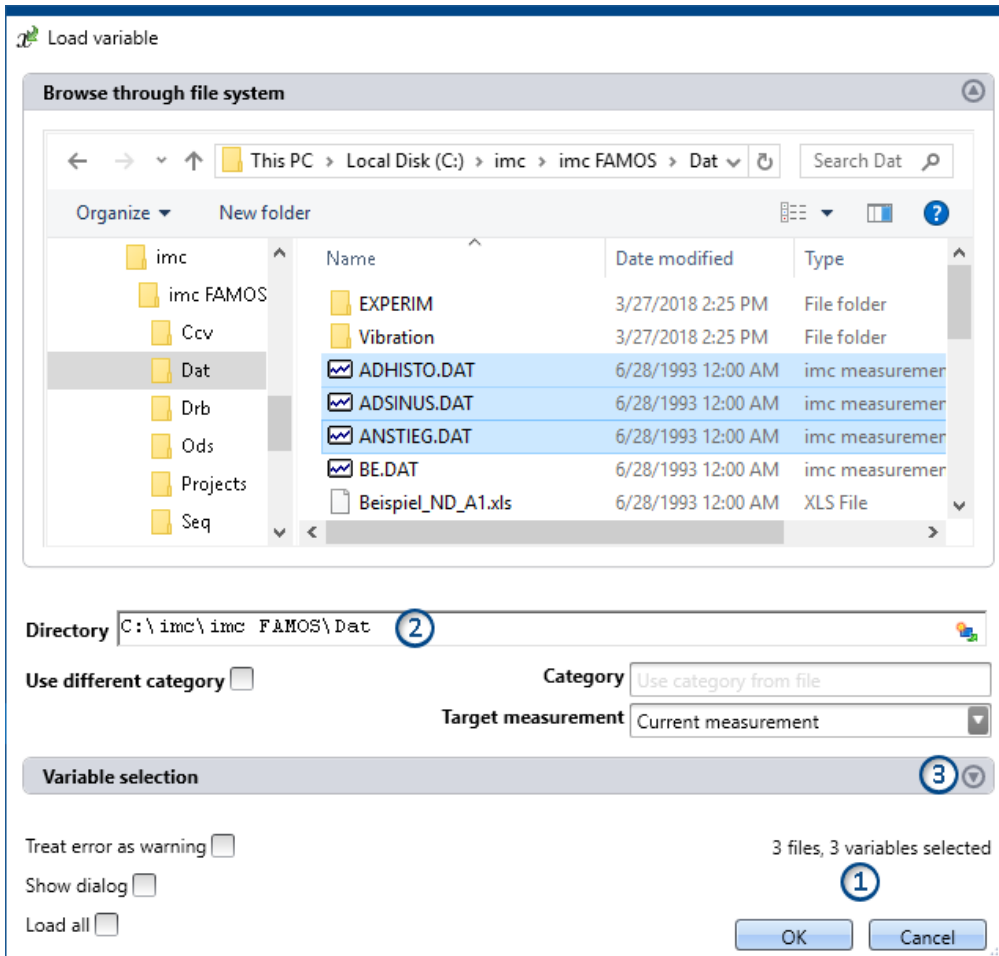 Load variable
Browse through file system
This PC > Local Disk (C:) > imc > imc FAMOS > Dat
Search Dat
Organize
New folder
imc
Name
Date modified
Type
imc FAMOS
EXPERIM
3/27/2018 2:25 PM
File folder
Ccv
Vibration
3/27/2018 2:25 PM
File folder
Dat
ADHISTO.DAT
6/28/1993 12:00 AM
imc measuremer
Drb
ADSINUS.DAT
6/28/1993 12:00 AM
imc measuremer
Ods
ANSTIEG.DAT
6/28/1993 12:00 AM
imc measuremer
Projects
BE.DAT
6/28/1993 12:00 AM
imc measuremer
Seq
Beispiel_ND_A1.xls
6/28/1993 12:00 AM
XLS File
Directory C:\imc\imc FAMOS\Dat 2
Use different category
Category Use category from file
Target measurement Current measurement
Variable selection 3
Treat error as warning
3 files, 3 variables selected
Show dialog
1
Load all
OK Cancel